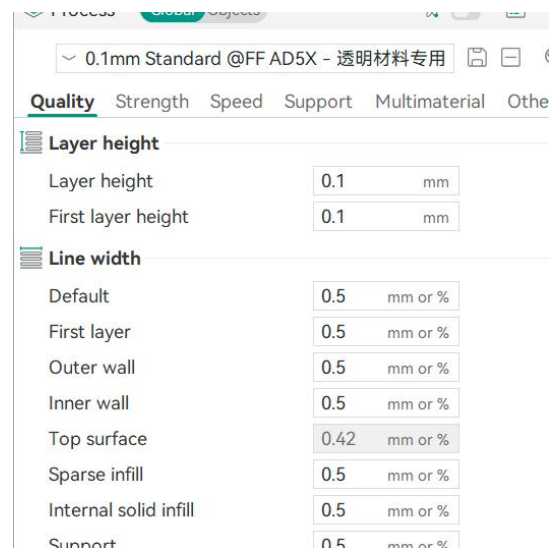 Process Global Objects
0.1mm Standard @FF AD5X - 透明材料专用
Quality Strength Speed Support Multimaterial Othe
Layer height
Layer height 0.1 mm
First layer height 0.1 mm
Line width
Default 0.5 mm or %
First layer 0.5 mm or %
Outer wall 0.5 mm or %
Inner wall 0.5 mm or %
Top surface 0.42 mm or %
Sparse infill 0.5 mm or %
Internal solid infill 0.5 mm or %
Support 0.5 mm or %